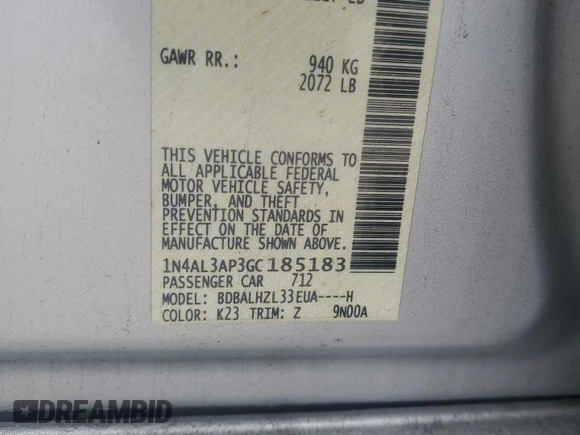 GAWR RR.: 940 KG
2072 LB
THIS VEHICLE CONFORMS TO
ALL APPLICABLE FEDERAL
MOTOR VEHICLE SAFETY,
BUMPER, AND THEFT
PREVENTION STANDARDS IN
EFFECT ON THE DATE OF
MANUFACTURE SHOWN ABOVE.
1N4AL3AP3GC185183
PASSENGER CAR 712
MODEL: BDBALHZL33EUA----H
COLOR: K23 TRIM: Z 9N00A
DREAMBID